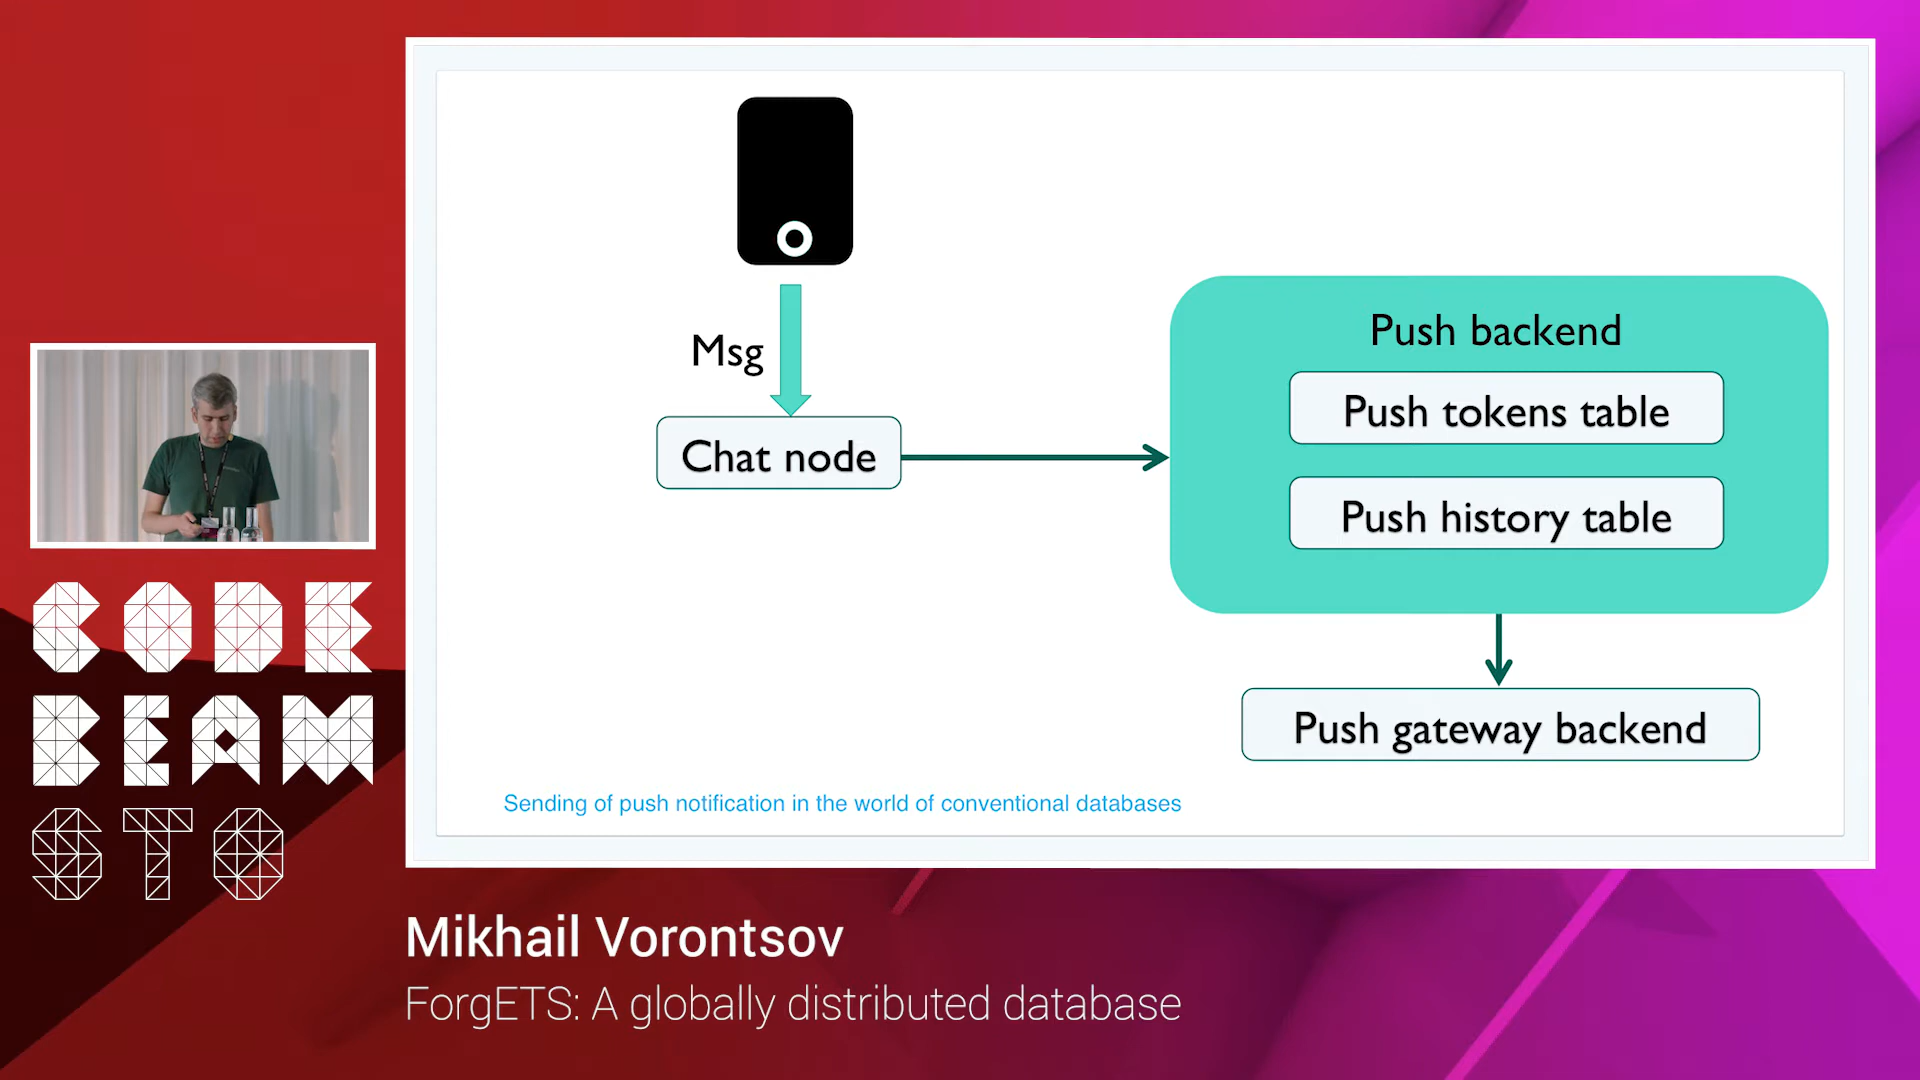 Msg
Chat node
Push backend
Push tokens table
Push history table
Push gateway backend
Sending of push notification in the world of conventional databases
CODE
BEAM
STO
Mikhail Vorontsov
ForgETS: A globally distributed database